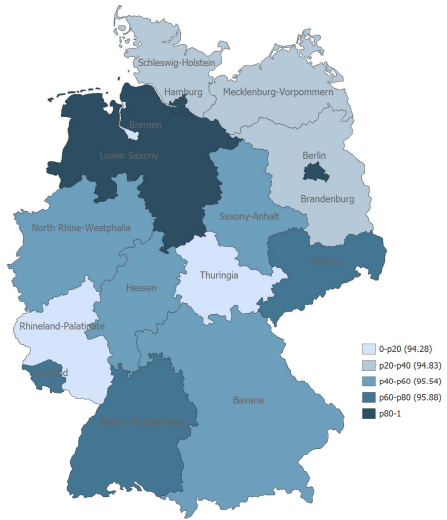 Schleswig-Holstein
Hamburg
Mecklenburg-Vorpommern
Bremen
Lower Saxony
Berlin
Brandenburg
Saxony-Anhalt
North Rhine-Westphalia
Saxony
Thuringia
Hessen
Rhineland-Palatinate
Saarland
Bavaria
Baden-Württemberg
0-p20 (94.28)
p20-p40 (94.83)
p40-p60 (95.54)
p60-p80 (95.88)
p80-1